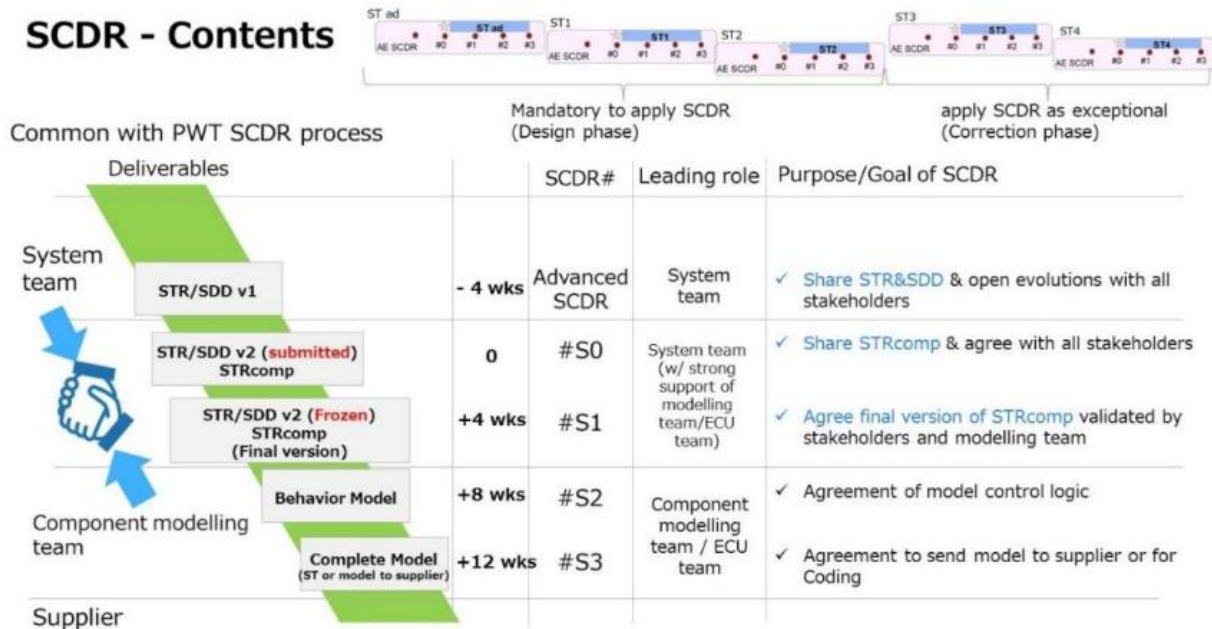 SCDR - Contents
ST ad
ST ad
AE SCDR
#0
#1
#2
#3
ST1
ST1
AE SCDR
#0
#1
#2
#3
ST2
ST2
AE SCDR
#0
#1
#2
#3
ST3
ST3
AE SCDR
#0
#1
#2
#3
ST4
ST4
AE SCDR
#0
#1
#2
#3
Mandatory to apply SCDR
(Design phase)
apply SCDR as exceptional
(Correction phase)
Common with PWT SCDR process
Deliverables
SCDR#
Leading role
Purpose/Goal of SCDR
System
team
STR/SDD v1
- 4 wks
Advanced
SCDR
System
team
✓ Share STR&SDD & open evolutions with all
stakeholders
STR/SDD v2 (submitted)
STRcomp
0
#S0
System team
(w/ strong
support of
modelling
team/ECU
team)
✓ Share STRcomp & agree with all stakeholders
STR/SDD v2 (Frozen)
STRcomp
(Final version)
+4 wks
#S1
✓ Agree final version of STRcomp validated by
stakeholders and modelling team
Component modelling
team
Behavior Model
+8 wks
#S2
Component
modelling
team / ECU
team
✓ Agreement of model control logic
Complete Model
(ST or model to supplier)
+12 wks
#S3
✓ Agreement to send model to supplier or for
Coding
Supplier